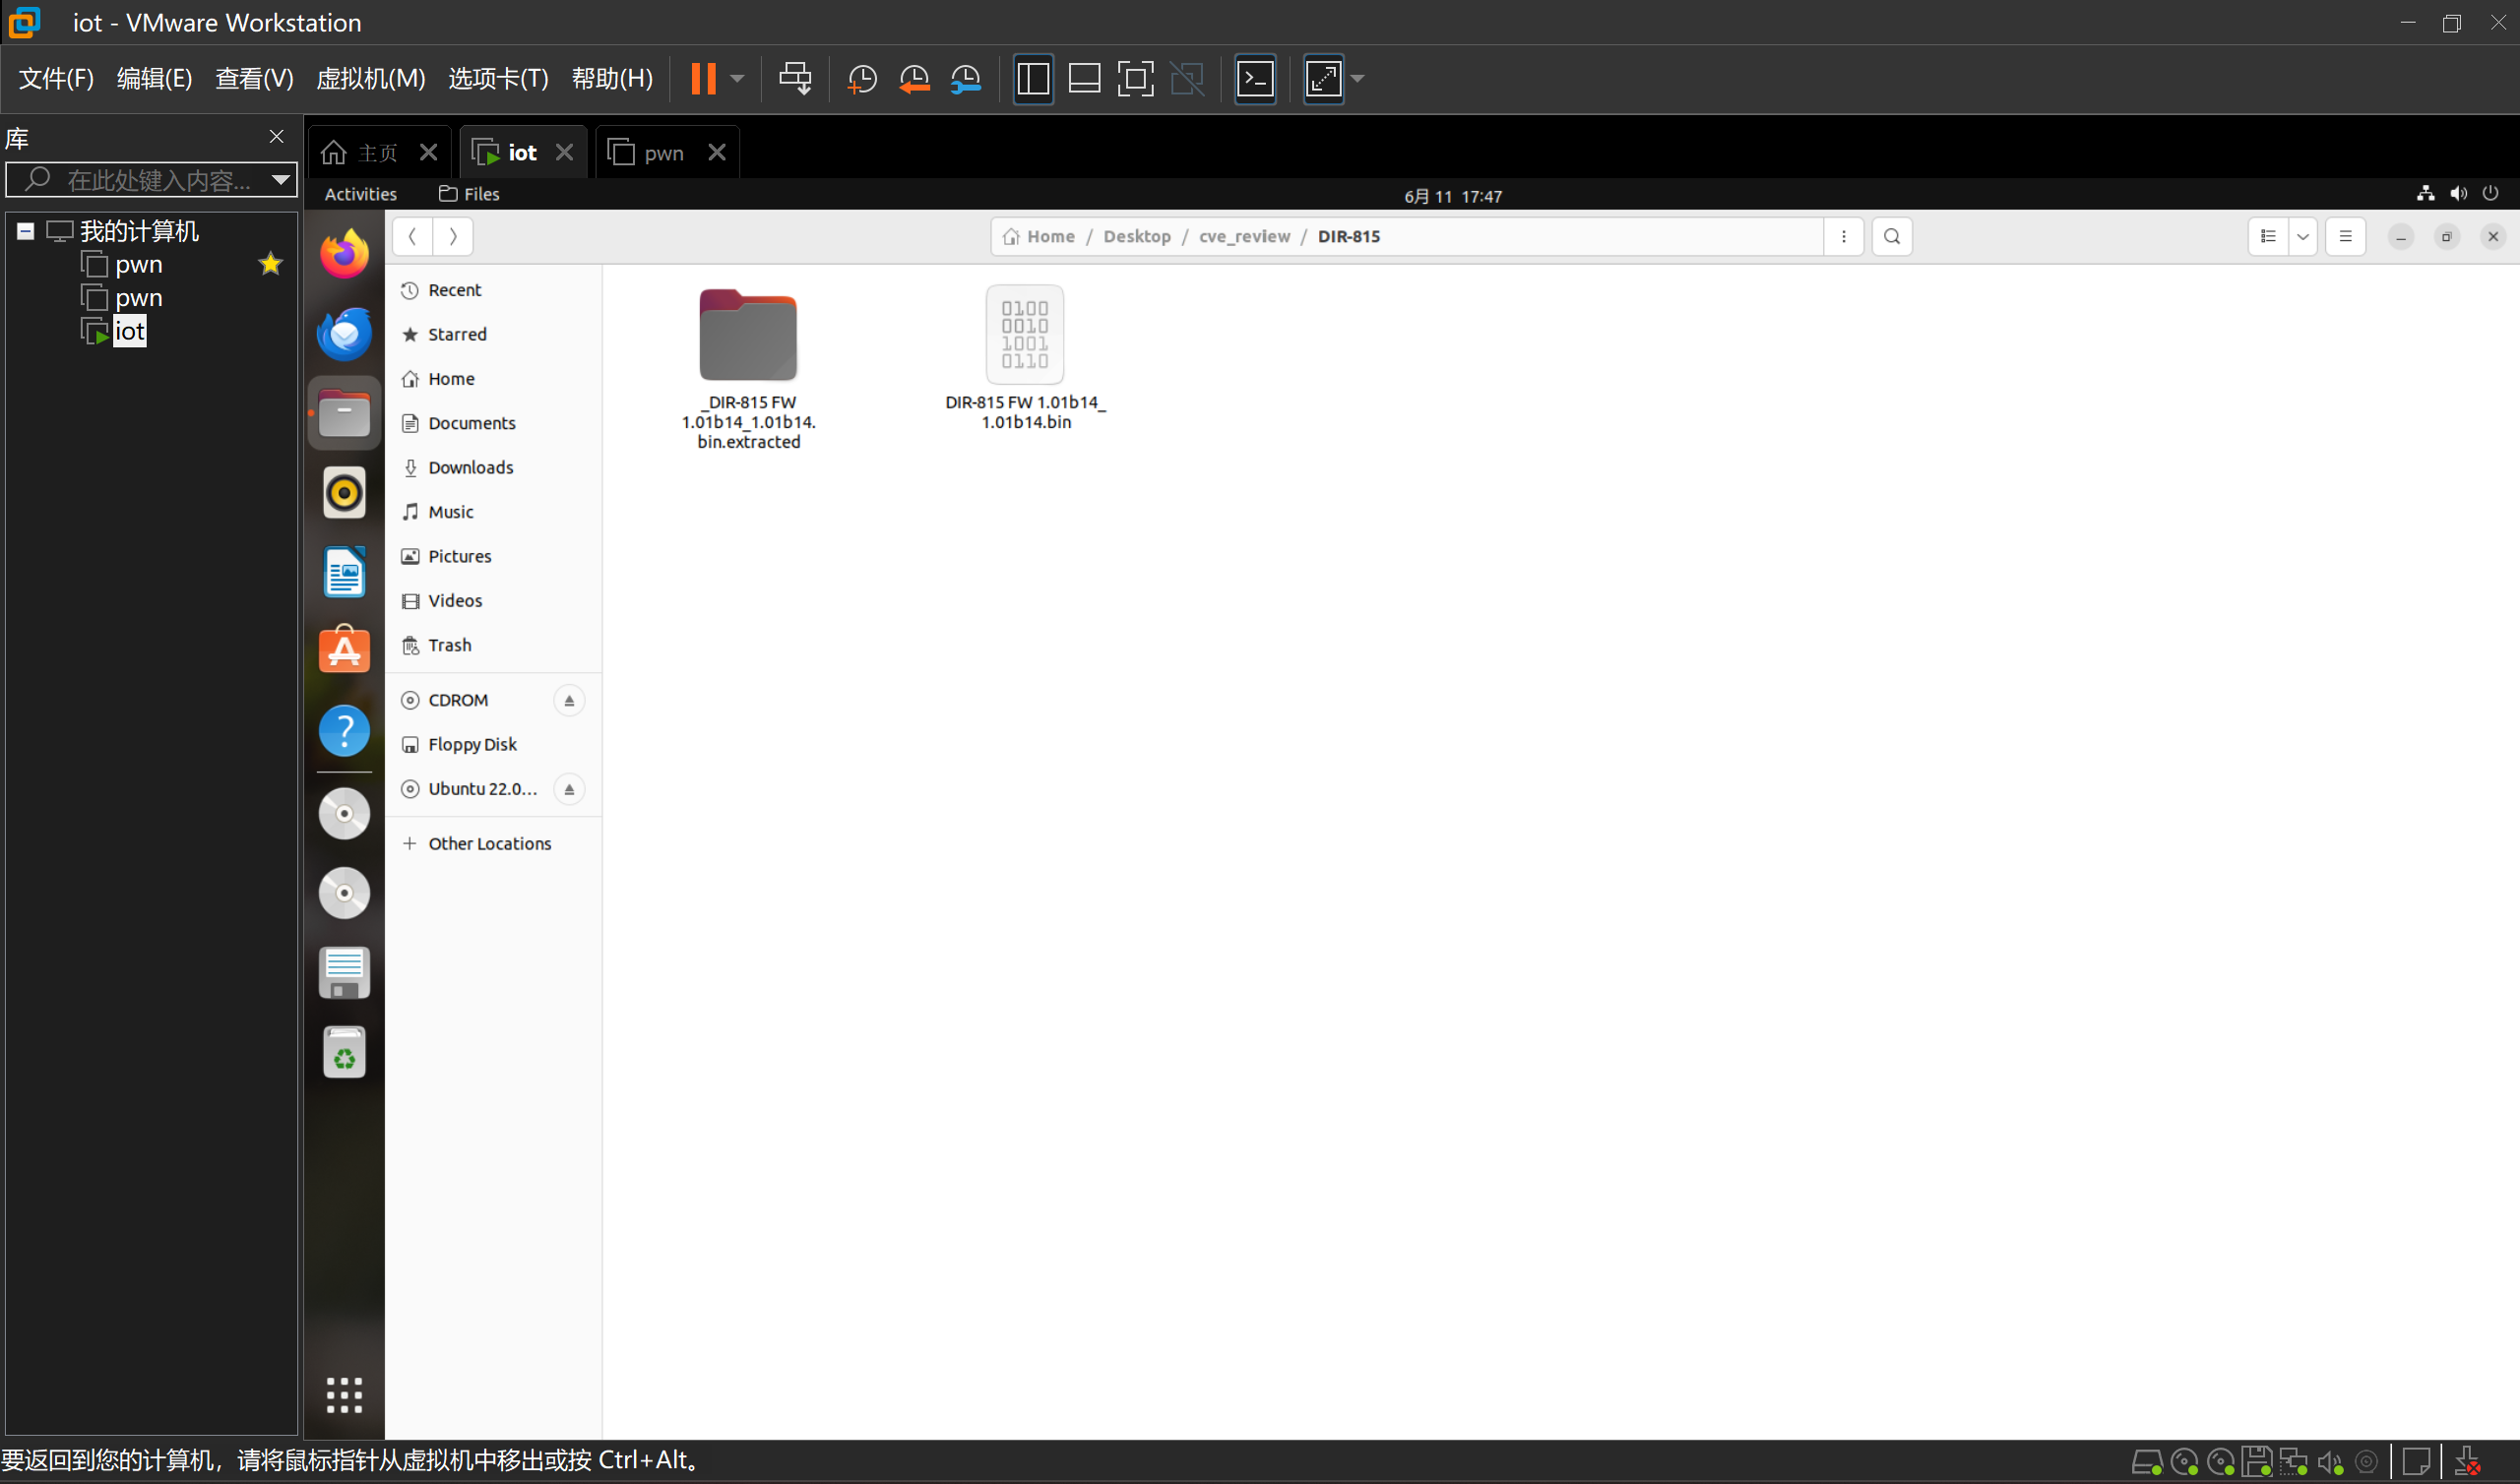 iot - VMware Workstation
文件(F) 编辑(E) 查看(V) 虚拟机(M) 选项卡(T) 帮助(H)
库
在此处键入内容...
我的计算机
pwn
pwn
iot
主页 iot pwn
Activities Files 6月 11 17:47
Home / Desktop / cve_review / DIR-815
Recent
Starred
Home
Documents
Downloads
Music
Pictures
Videos
Trash
CDROM
Floppy Disk
Ubuntu 22.0...
Other Locations
_DIR-815 FW
1.01b14_1.01b14.
bin.extracted
0100
0010
1001
0110
DIR-815 FW 1.01b14_
1.01b14.bin
要返回到您的计算机，请将鼠标指针从虚拟机中移出或按 Ctrl+Alt。